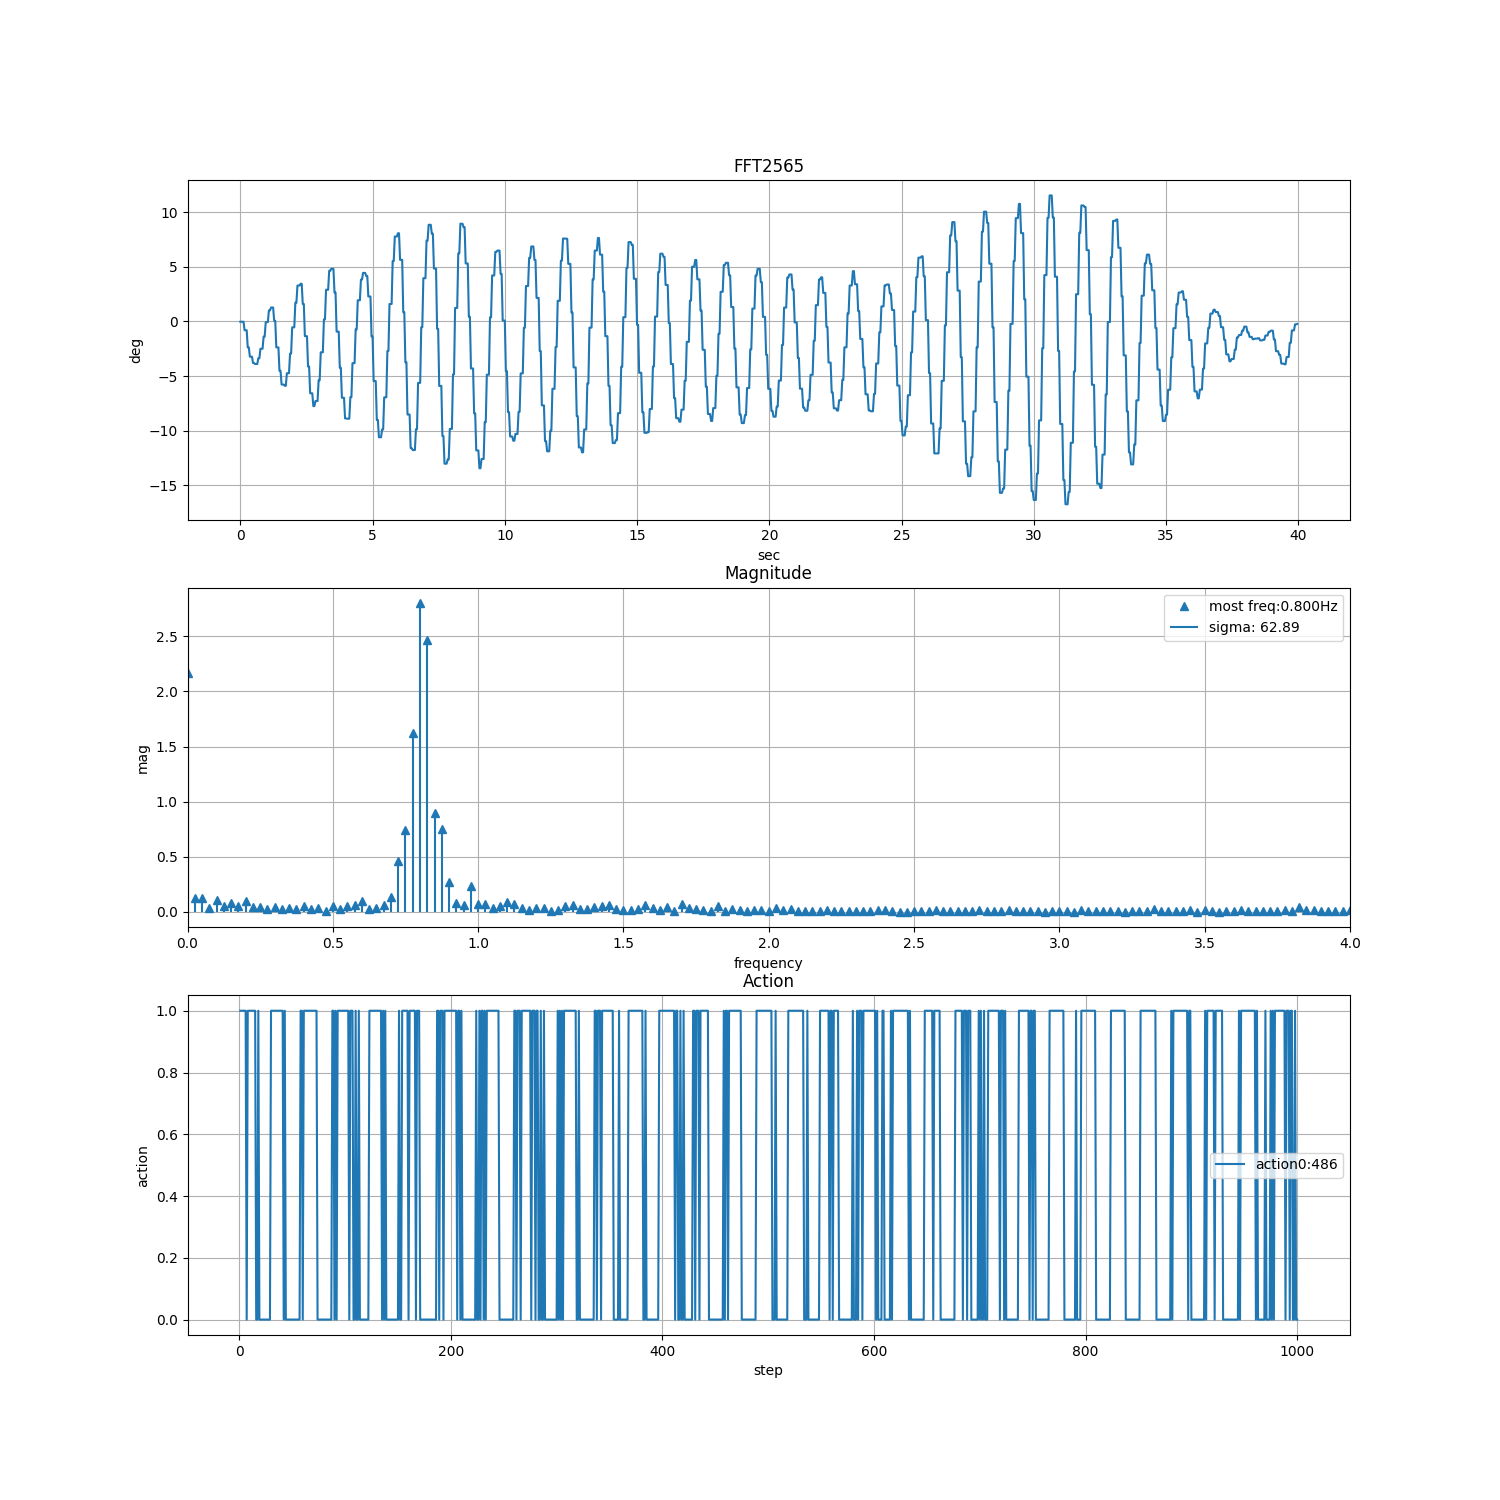 FFT2565
10
5
0
−5
−10
−15
deg
0 5 10 15 20 25 30 35 40
sec
Magnitude
most freq:0.800Hz
sigma: 62.89
2.5
2.0
1.5
1.0
0.5
0.0
mag
0.0 0.5 1.0 1.5 2.0 2.5 3.0 3.5 4.0
frequency
Action
1.0
0.8
0.6
0.4
0.2
0.0
action
action0:486
0 200 400 600 800 1000
step